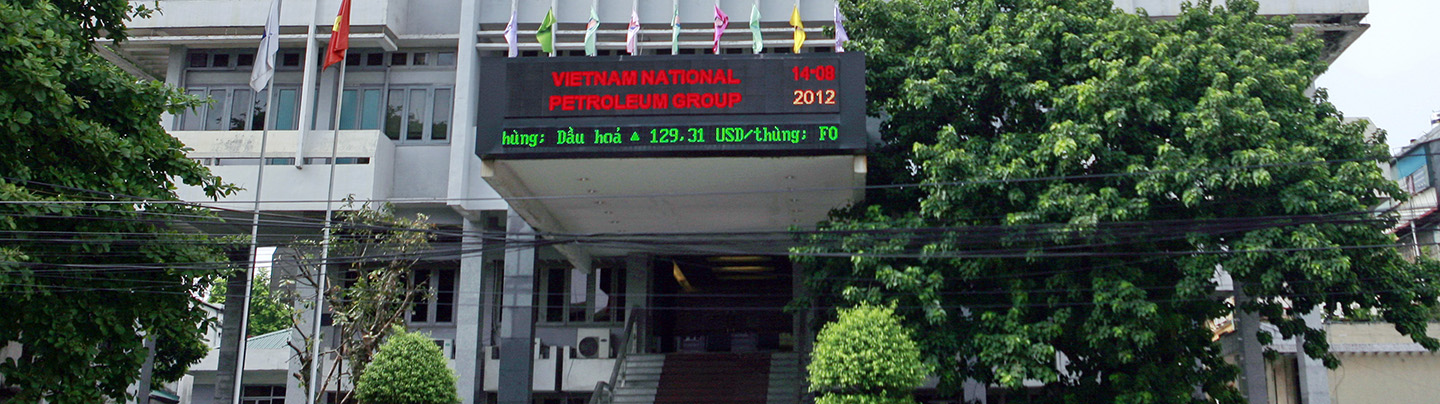 VIETNAM NATIONAL
PETROLEUM GROUP
14-08
2012
hùng; Dầu hoả ▲ 129,31 USD/thùng; FO